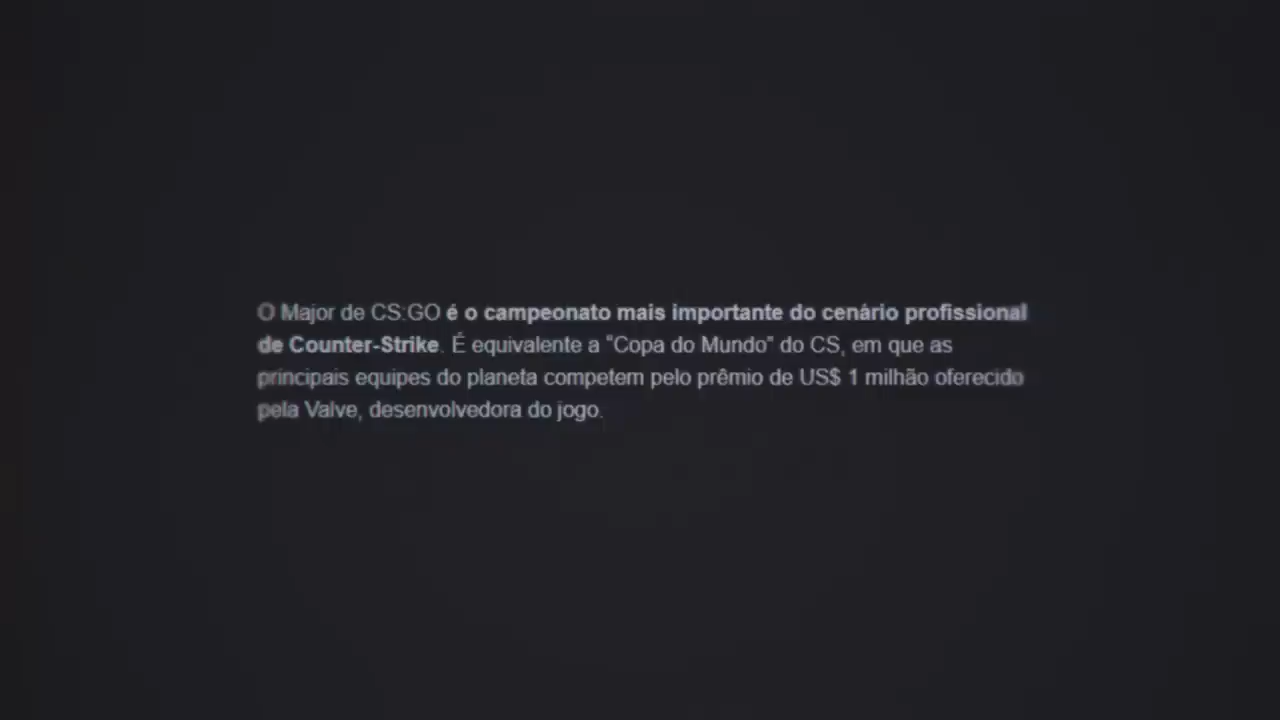 O Major de CS:GO é o campeonato mais importante do cenário profissional
de Counter-Strike. É equivalente a "Copa do Mundo" do CS, em que as
principais equipes do planeta competem pelo prêmio de US$ 1 milhão oferecido
pela Valve, desenvolvedora do jogo.